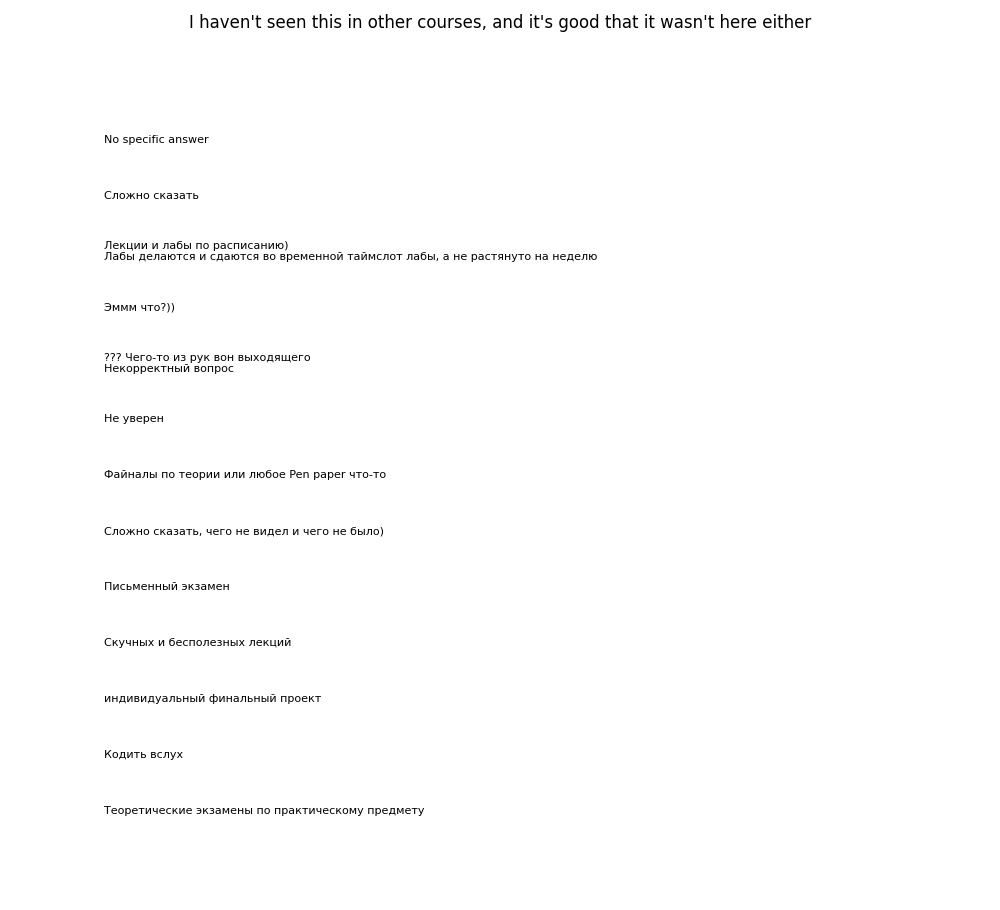 I haven't seen this in other courses, and it's good that it wasn't here either
No specific answer
Сложно сказать
Лекции и лабы по расписанию)
Лабы делаются и сдаются во временной таймслот лабы, а не растянуто на неделю
Эммм что?))
??? Чего-то из рук вон выходящего
Некорректный вопрос
Не уверен
Файналы по теории или любое Pen paper что-то
Сложно сказать, чего не видел и чего не было)
Письменный экзамен
Скучных и бесполезных лекций
индивидуальный финальный проект
Кодить вслух
Теоретические экзамены по практическому предмету